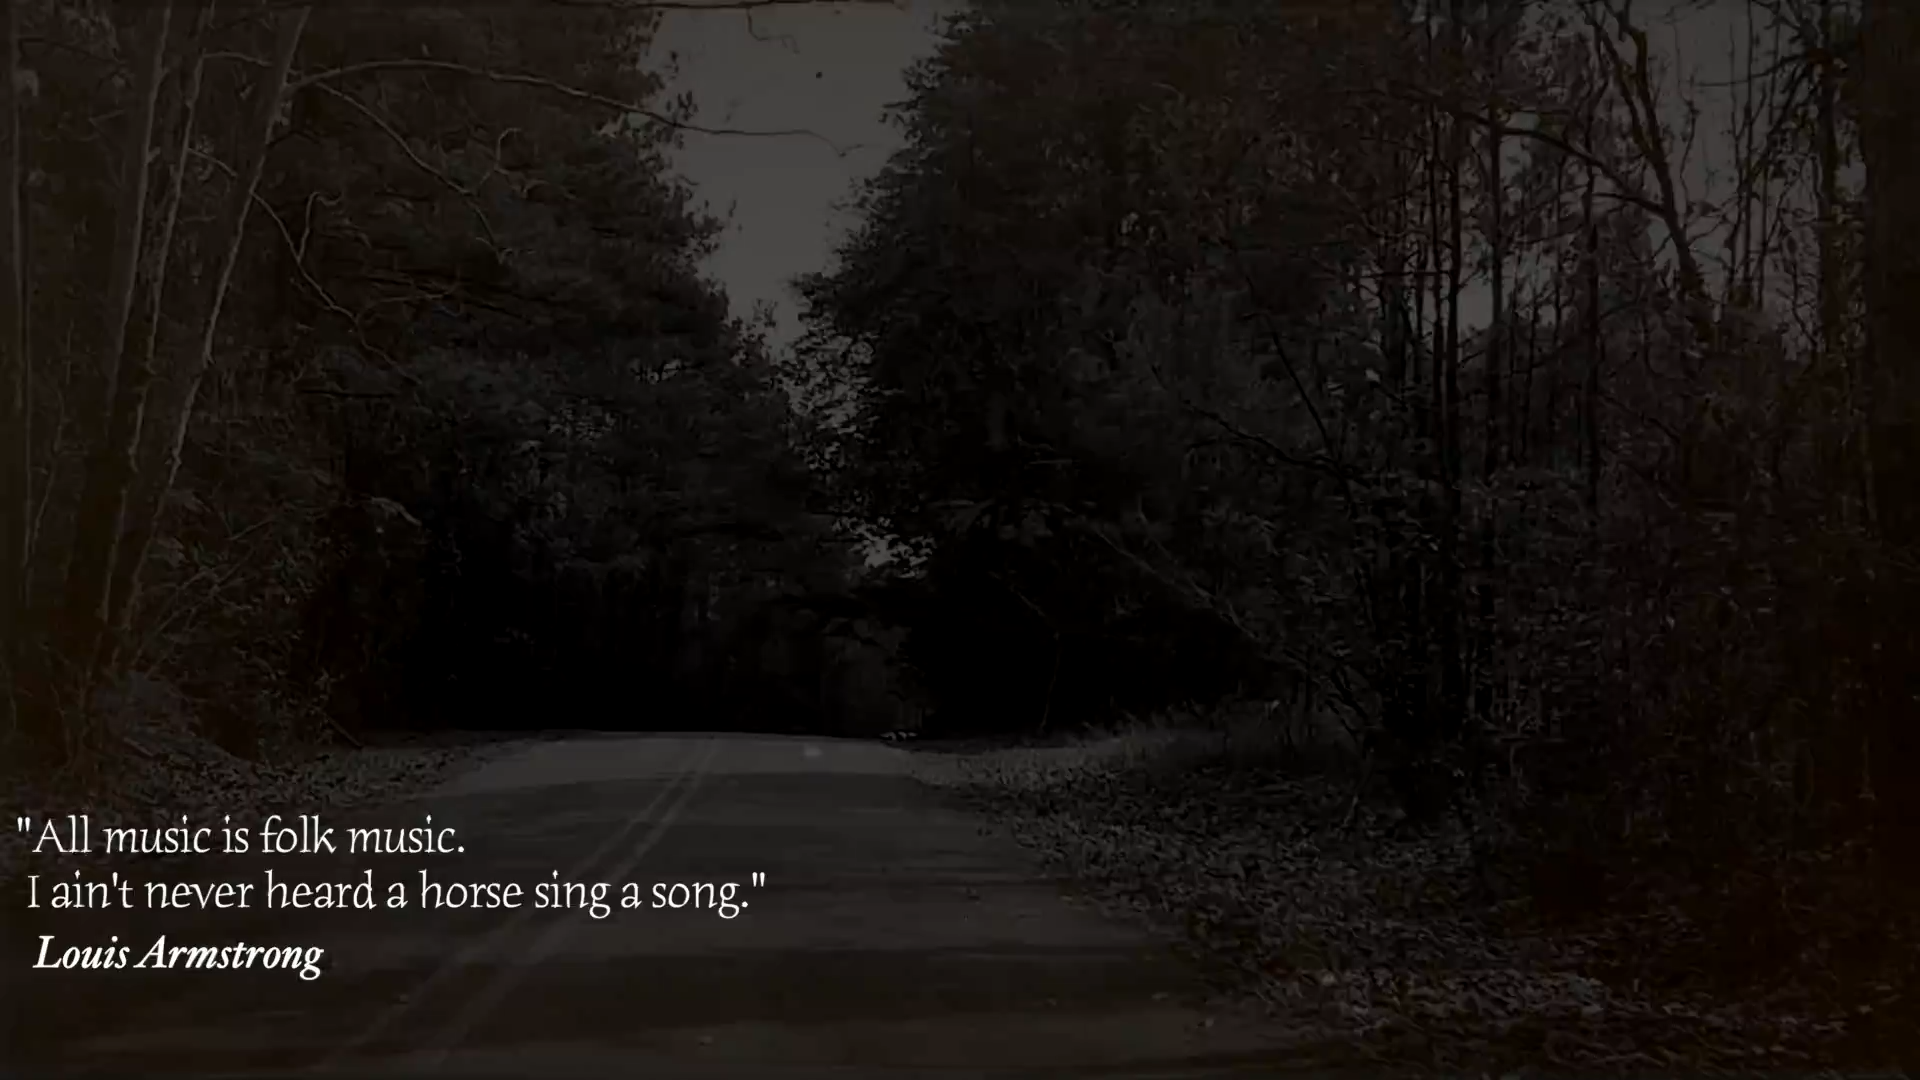 "All music is folk music.
I ain't never heard a horse sing a song."
Louis Armstrong